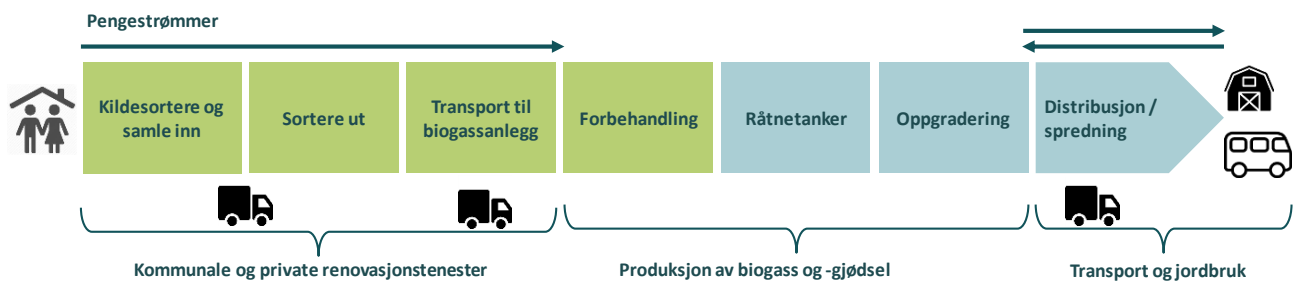 Pengestrømmer
Kildesortere og
samle inn
Sortere ut
Transport til
biogassanlegg
Forbehandling
Råtnetanker
Oppgradering
Distribusjon /
spredning
Kommunale og private renovasjonstenester
Produksjon av biogass og -gjødsel
Transport og jordbruk